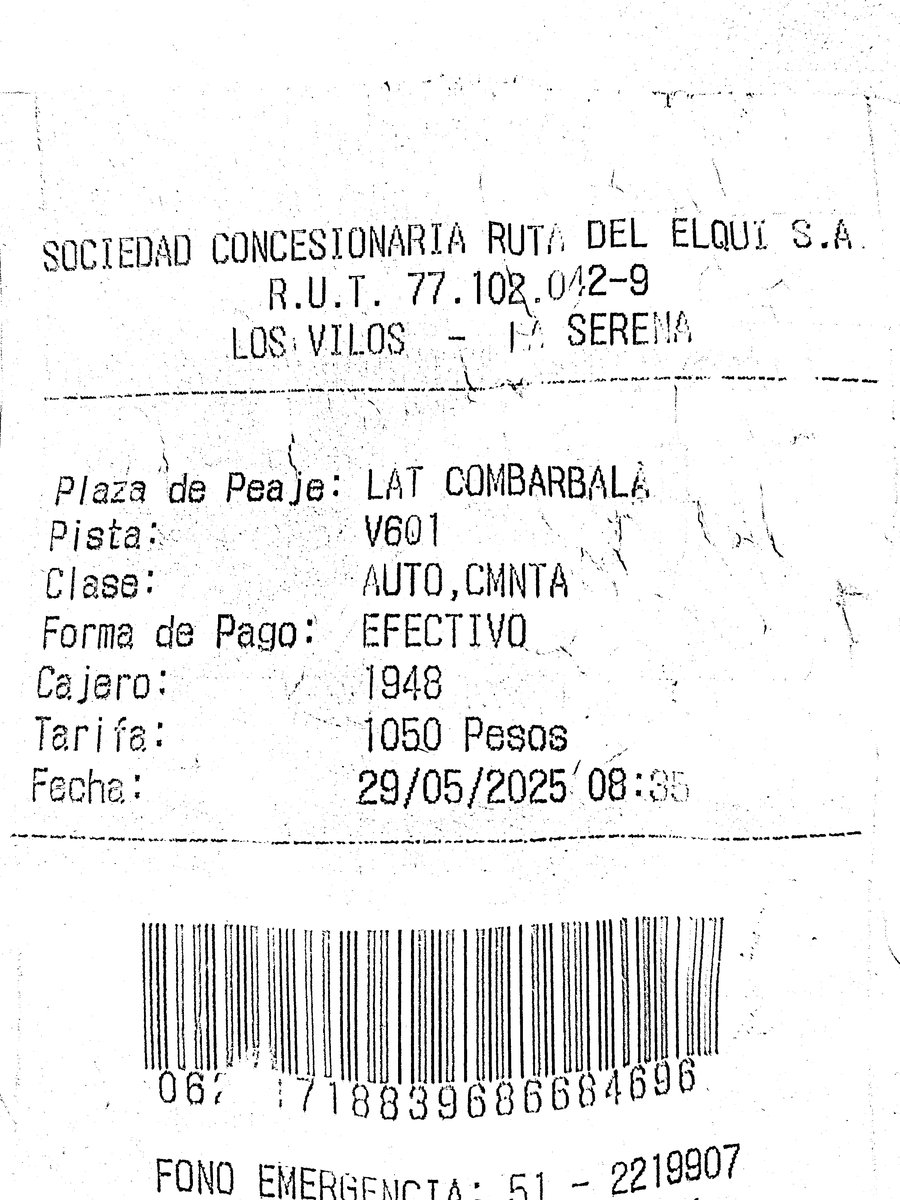 SOCIEDAD CONCESIONARIA RUTA DEL ELQUI S.A.
R.U.T. 77.102.042-9
LOS VILOS - LA SERENA
Plaza de Peaje: LAT COMBARBALA
Pista: V601
Clase: AUTO,CMNTA
Forma de Pago: EFECTIVO
Cajero: 1948
Tarifa: 1050 Pesos
Fecha: 29/05/2025 08:35
FONO EMERGENCIA: 51 - 2219907